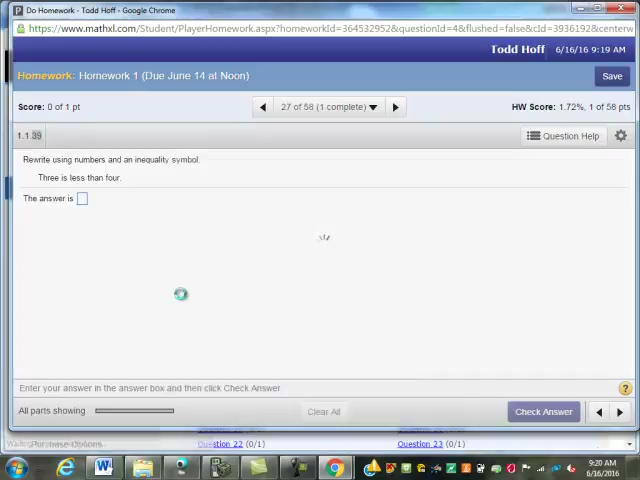 Do Homework - Todd Hoff - Google Chrome
https://www.mathxl.com/Student/PlayerHomework.aspx?homeworkId=364532952&questionId=4&flushed=false&cId=3936192&centerw
Todd Hoff 6/16/16 9:19 AM
Homework: Homework 1 (Due June 14 at Noon)
Save
Score: 0 of 1 pt
27 of 58 (1 complete)
HW Score: 1.72%, 1 of 58 pts
1.1.39
Question Help
Rewrite using numbers and an inequality symbol.
Three is less than four.
The answer is
Enter your answer in the answer box and then click Check Answer
?
All parts showing
Clear All
Check Answer
Purchase Options
Question 22 (0/1)
Question 23 (0/1)
9:20 AM
6/16/2016